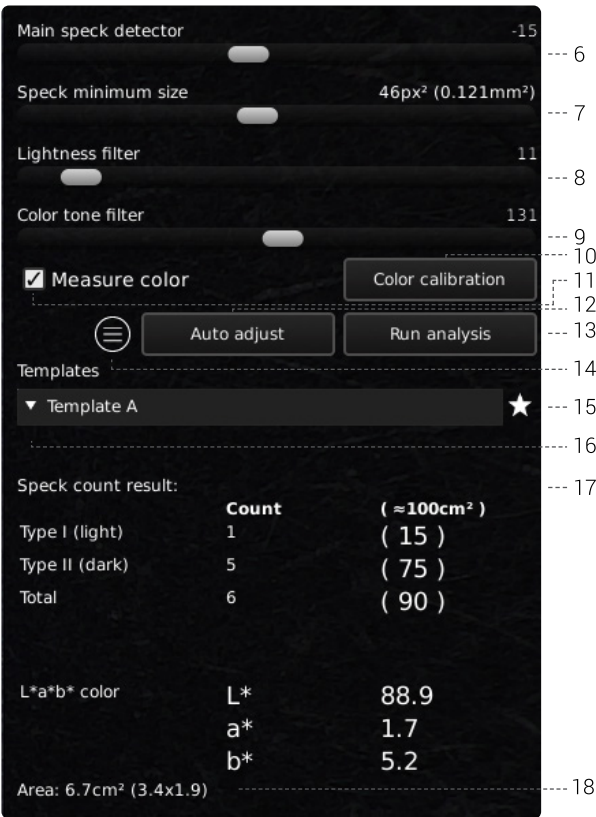 Main speck detector -15
6
Speck minimum size 46px² (0.121mm²)
7
Lightness filter 11
8
Color tone filter 131
9
10
Measure color Color calibration
11
12
Auto adjust Run analysis
13
14
Templates
Template A
15
16
Speck count result:
17
Count ( ≈100cm² )
Type I (light) 1 ( 15 )
Type II (dark) 5 ( 75 )
Total 6 ( 90 )
L*a*b* color L* 88.9
a* 1.7
b* 5.2
Area: 6.7cm² (3.4x1.9)
18